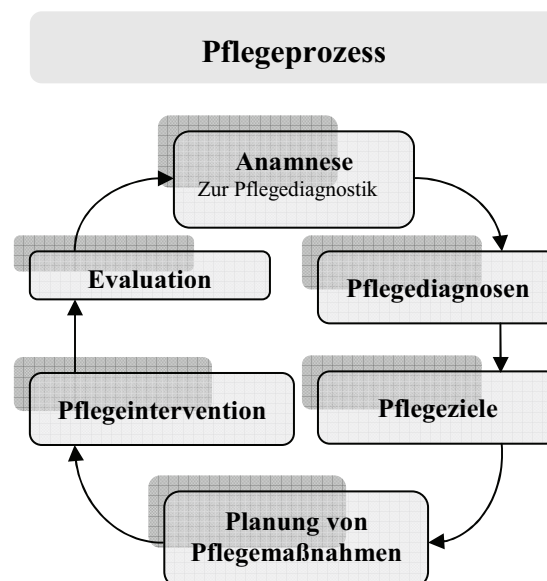 Pflegeprozess
Anamnese
Zur Pflegediagnostik
Pflegediagnosen
Pflegeziele
Planung von
Pflegemaßnahmen
Pflegeintervention
Evaluation